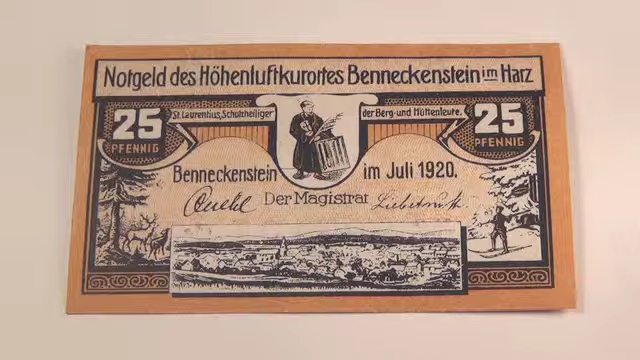 Notgeld des Höhenluftkurortes Benneckenstein im Harz
25 PFENNIG
St. Laurentius, Schutzheiliger der Berg- und Hüttenleute.
25 PFENNIG
Benneckenstein im Juli 1920.
Der Magistrat